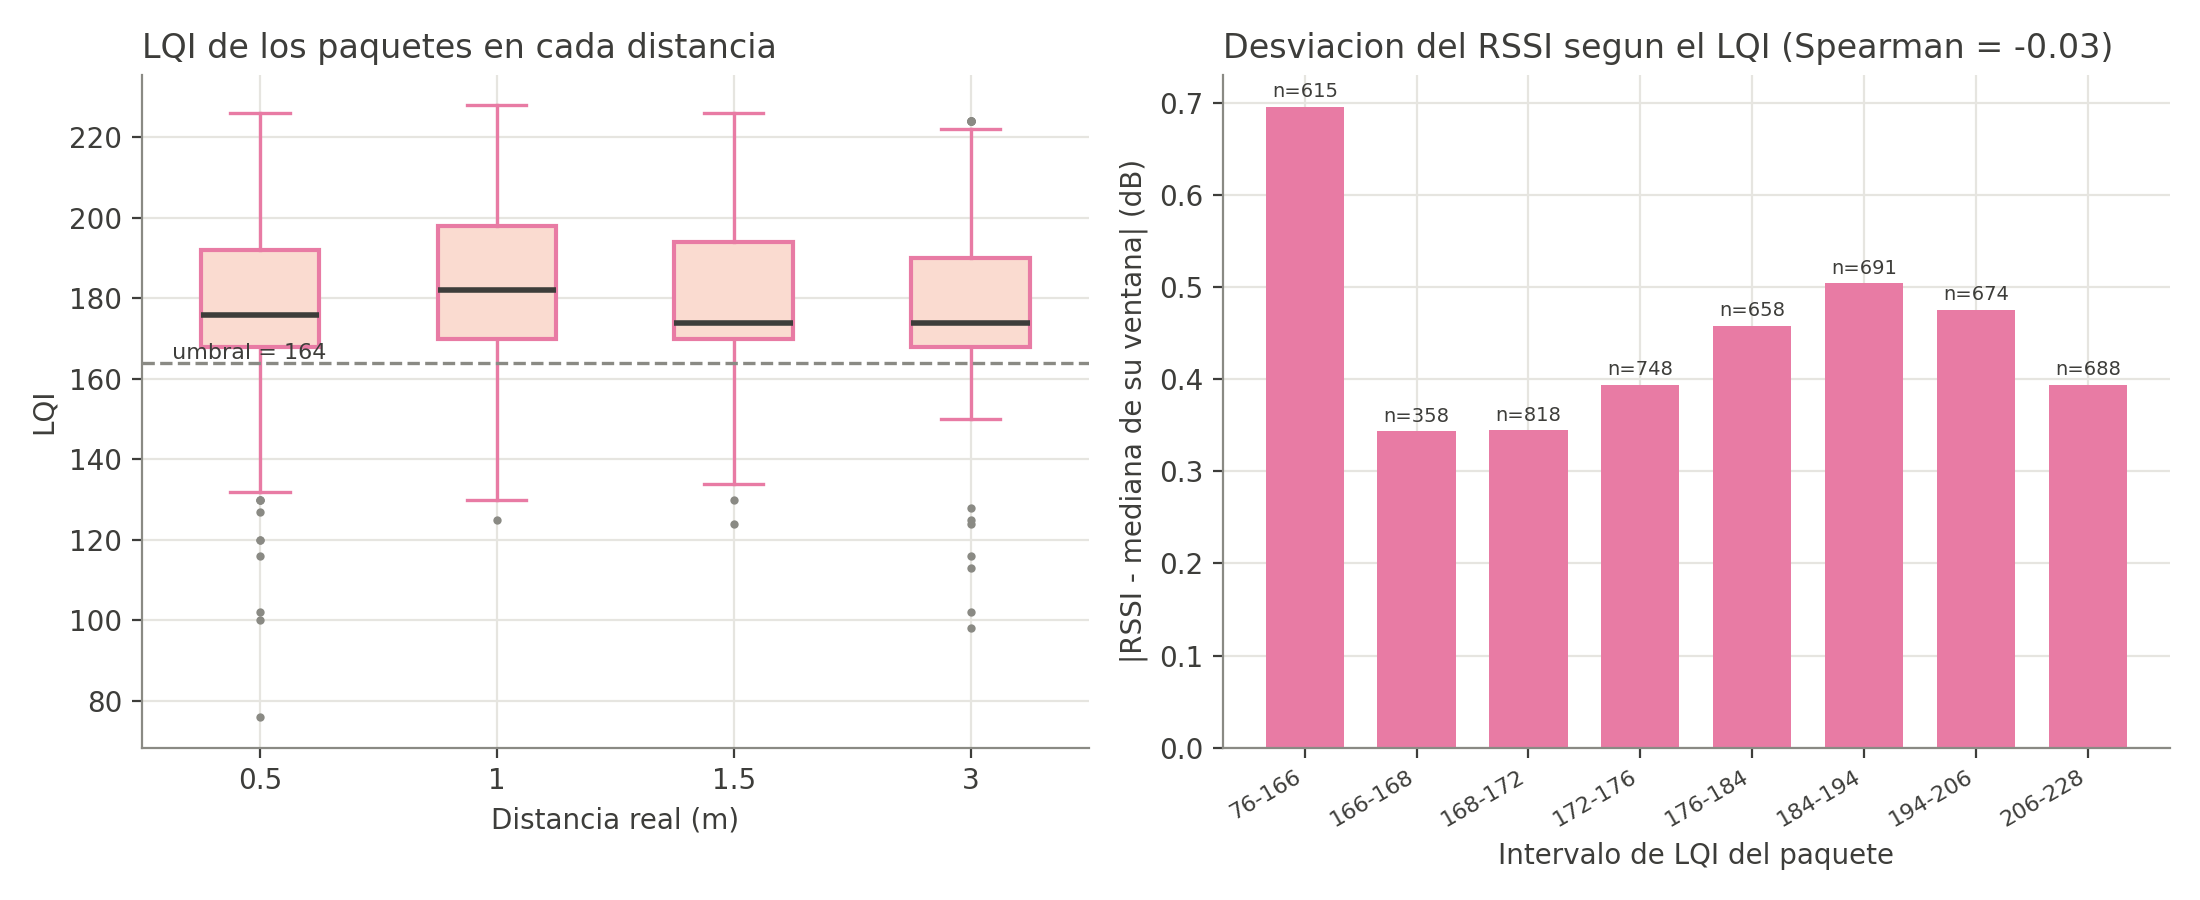 LQI de los paquetes en cada distancia
LQI
220
200
180
160
140
120
100
80
umbral = 164
0.5
1
1.5
3
Distancia real (m)
Desviacion del RSSI segun el LQI (Spearman = -0.03)
|RSSI - mediana de su ventana| (dB)
0.7
0.6
0.5
0.4
0.3
0.2
0.1
0.0
n=615
n=358
n=818
n=748
n=658
n=691
n=674
n=688
76-166
166-168
168-172
172-176
176-184
184-194
194-206
206-228
Intervalo de LQI del paquete